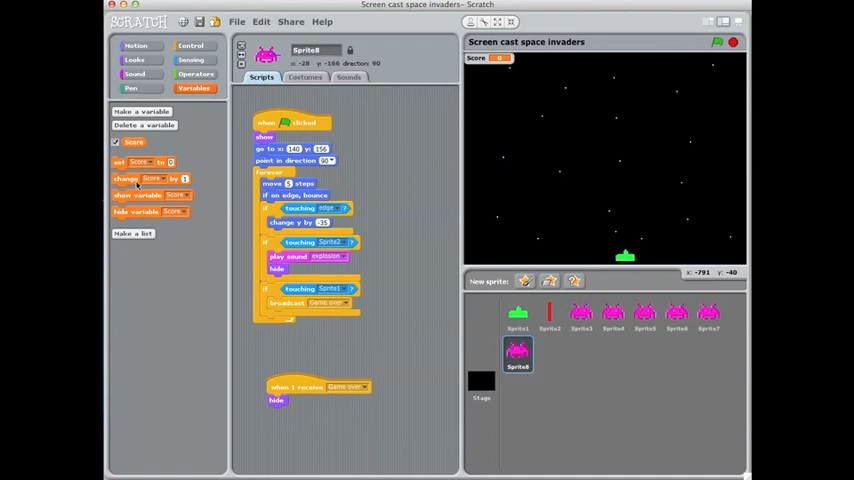 Screen cast space invaders- Scratch
SCRATCH File Edit Share Help
Motion Control
Looks Sensing
Sound Operators
Pen Variables
Make a variable
Delete a variable
Score
set Score to 0
change Score by 1
show variable Score
hide variable Score
Make a list
Sprite8
x: -28 y: -166 direction: 90
Scripts Costumes Sounds
when clicked
show
go to x: 140 y: 156
point in direction 90
forever
move 5 steps
if on edge, bounce
if touching edge ?
change y by -35
if touching Sprite2 ?
play sound explosion
hide
if touching Sprite1 ?
broadcast Game over
when I receive Game over
hide
Screen cast space invaders
Score 0
x: -791 y: -40
New sprite:
Sprite1 Sprite2 Sprite3 Sprite4 Sprite5 Sprite6 Sprite7
Sprite8
Stage